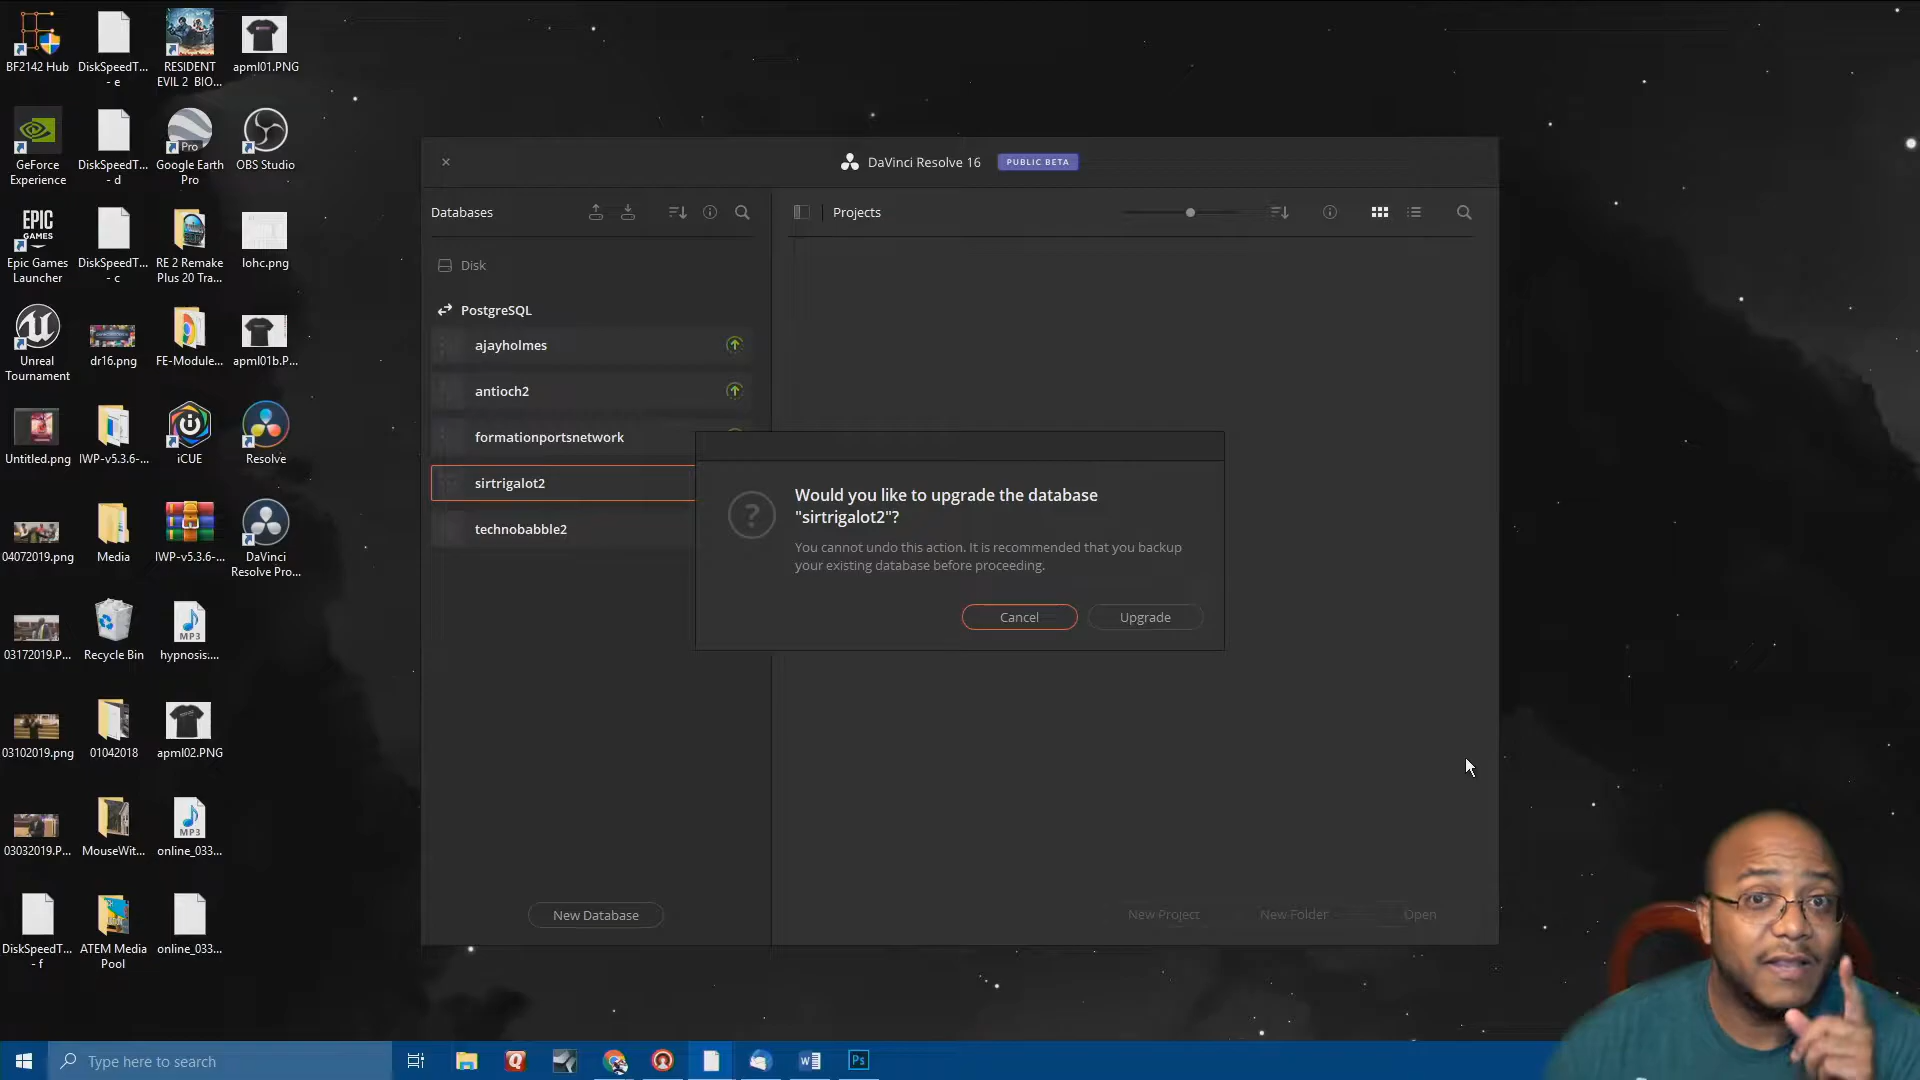 BF2142 Hub
DiskSpeedT...
- e
RESIDENT
EVIL 2 BIO...
apml01.PNG
GeForce
Experience
DiskSpeedT...
- d
Pro
Google Earth
Pro
OBS Studio
EPIC
GAMES
Epic Games
Launcher
DiskSpeedT...
- c
RE 2 Remake
Plus 20 Tra...
lohc.png
Unreal
Tournament
dr16.png
FE-Module...
apml01b.P...
Untitled.png
IWP-v5.3.6-...
iCUE
Resolve
04072019.png
Media
IWP-v5.3.6-...
DaVinci
Resolve Pro...
03172019.P...
Recycle Bin
MP3
hypnosis....
03102019.png
01042018
apml02.PNG
03032019.P...
MouseWit...
MP3
online_033...
DiskSpeedT...
- f
ATEM Media
Pool
online_033...
DaVinci Resolve 16
PUBLIC BETA
Databases
Projects
Disk
PostgreSQL
ajayholmes
antioch2
formationportsnetwork
sirtrigalot2
technobabble2
Would you like to upgrade the database
"sirtrigalot2"?
You cannot undo this action. It is recommended that you backup
your existing database before proceeding.
Cancel
Upgrade
New Database
New Project
New Folder
Open
Type here to search
Ps